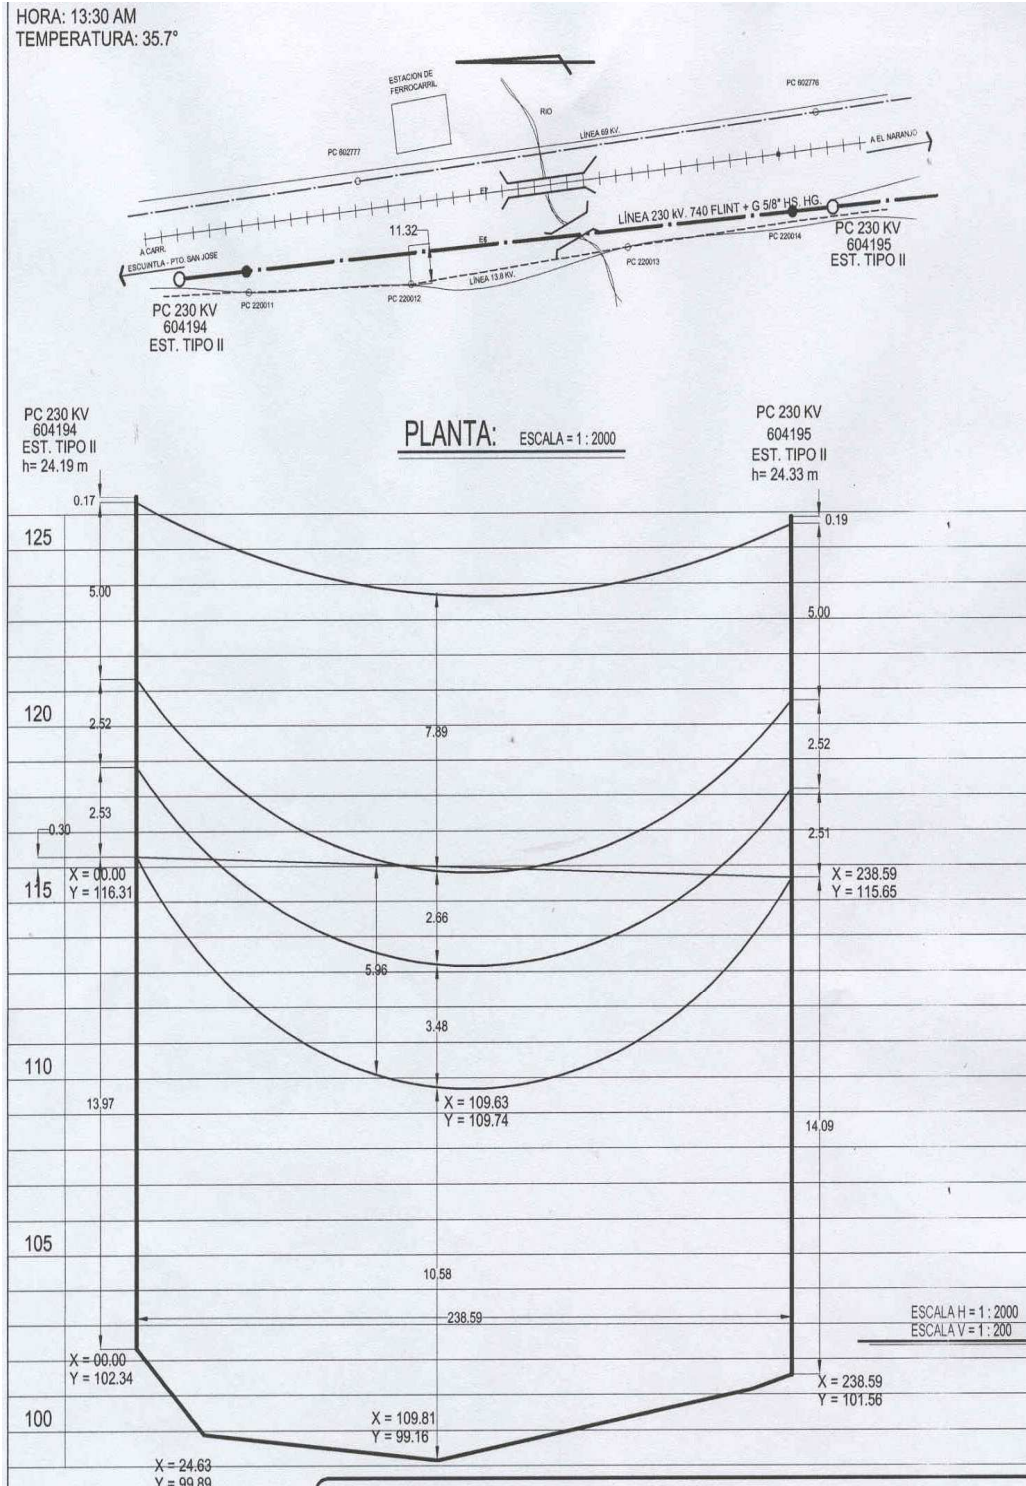 HORA: 13:30 AM
TEMPERATURA: 35.7°
ESTACION DE
FERROCARRIL
RIO
PC 602776
LÍNEA 69 KV.
PC 602777
A EL NARANJO
LÍNEA 230 kV. 740 FLINT + G 5/8" HS. HG.
11.32
A CARR.
ESCUINTLA - PTO. SAN JOSE
LÍNEA 13.8 KV.
PC 220011
PC 220012
PC 220013
PC 220014
PC 230 KV
604195
EST. TIPO II
PC 230 KV
604194
EST. TIPO II
PC 230 KV
604194
EST. TIPO II
h= 24.19 m
PLANTA: ESCALA = 1 : 2000
PC 230 KV
604195
EST. TIPO II
h= 24.33 m
0.17
0.19
125
5.00
5.00
120
2.52
7.89
2.52
2.53
0.30
2.51
X = 00.00
Y = 116.31
X = 238.59
Y = 115.65
115
2.66
5.96
3.48
110
13.97
X = 109.63
Y = 109.74
14.09
105
10.58
238.59
ESCALA H = 1 : 2000
ESCALA V = 1 : 200
X = 00.00
Y = 102.34
X = 238.59
Y = 101.56
100
X = 109.81
Y = 99.16
X = 24.63
Y = 99.89